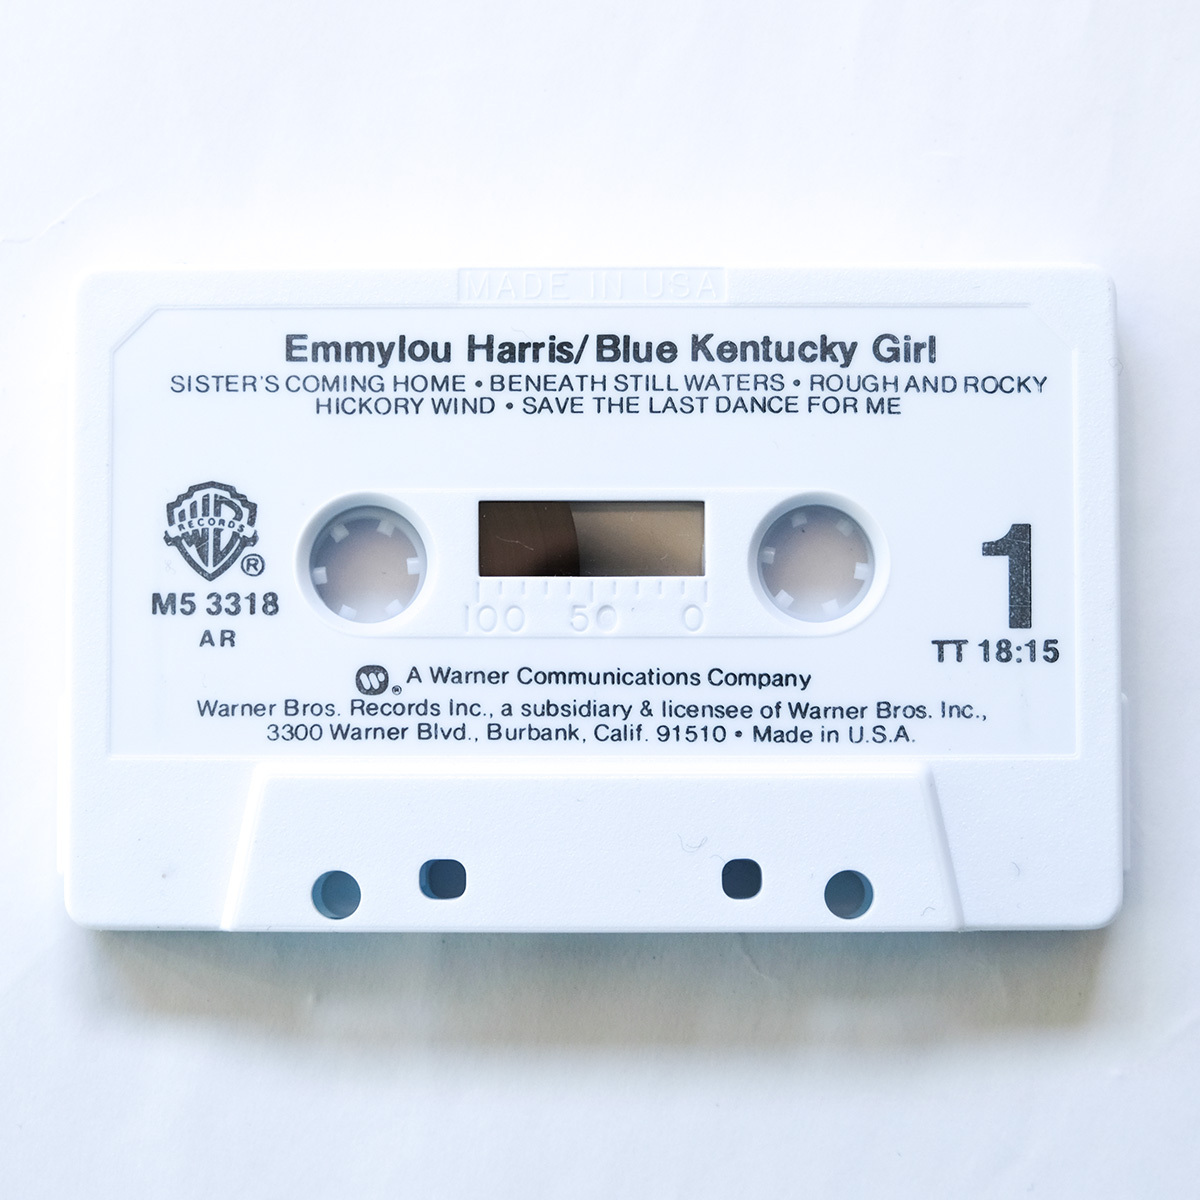 MADE IN USA
Emmylou Harris/Blue Kentucky Girl
SISTER'S COMING HOME • BENEATH STILL WATERS • ROUGH AND ROCKY
HICKORY WIND • SAVE THE LAST DANCE FOR ME
WB
RECORDS
®
M5 3318
AR
100 50 0
1
TT 18:15
W® A Warner Communications Company
Warner Bros. Records Inc., a subsidiary & licensee of Warner Bros. Inc.,
3300 Warner Blvd., Burbank, Calif. 91510 • Made in U.S.A.